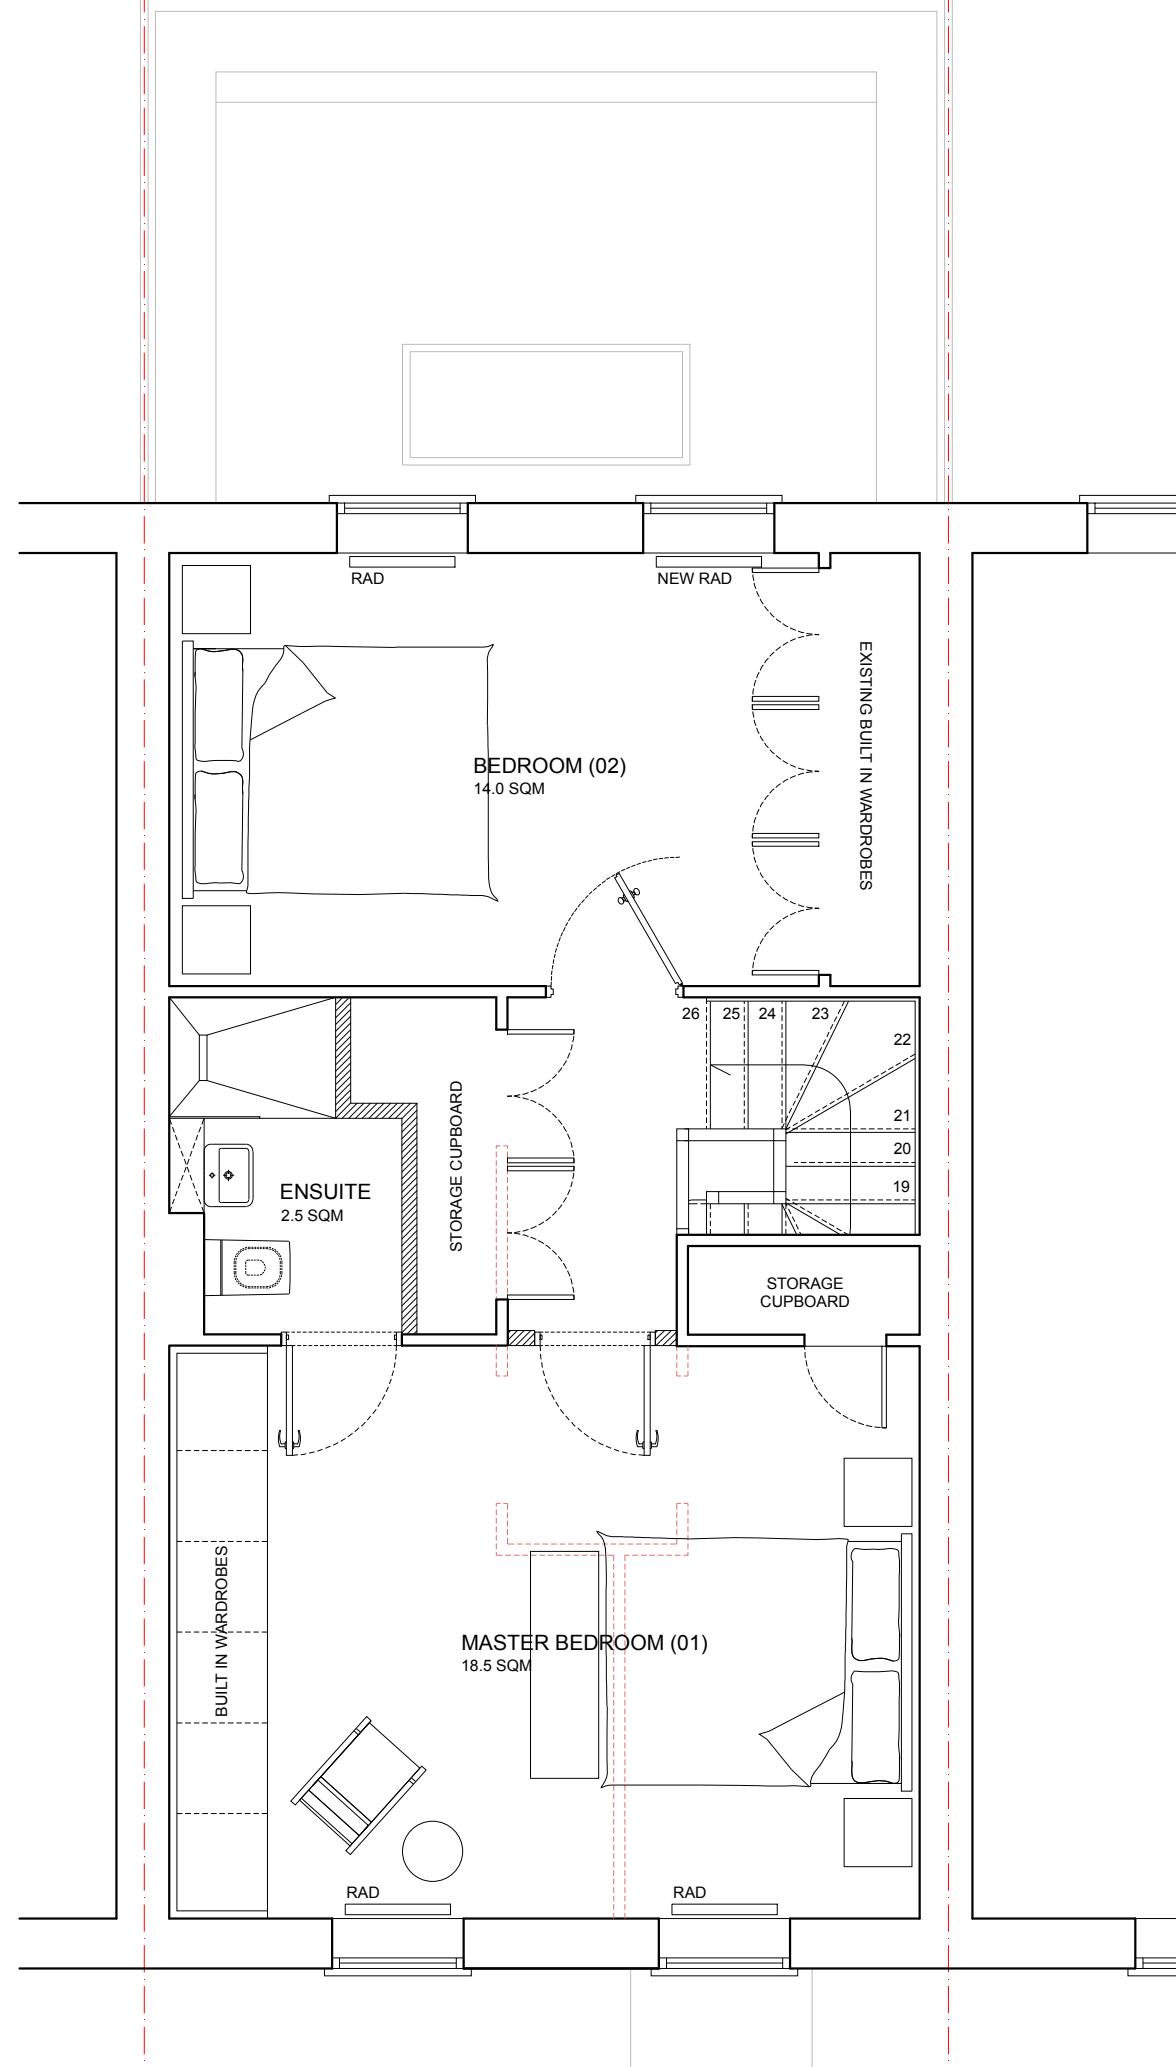 RAD
NEW RAD
EXISTING BUILT IN WARDROBES
BEDROOM (02)
14.0 SQM
26
25
24
23
22
21
20
19
STORAGE CUPBOARD
ENSUITE
2.5 SQM
STORAGE
CUPBOARD
BUILT IN WARDROBES
MASTER BEDROOM (01)
18.5 SQM
RAD
RAD